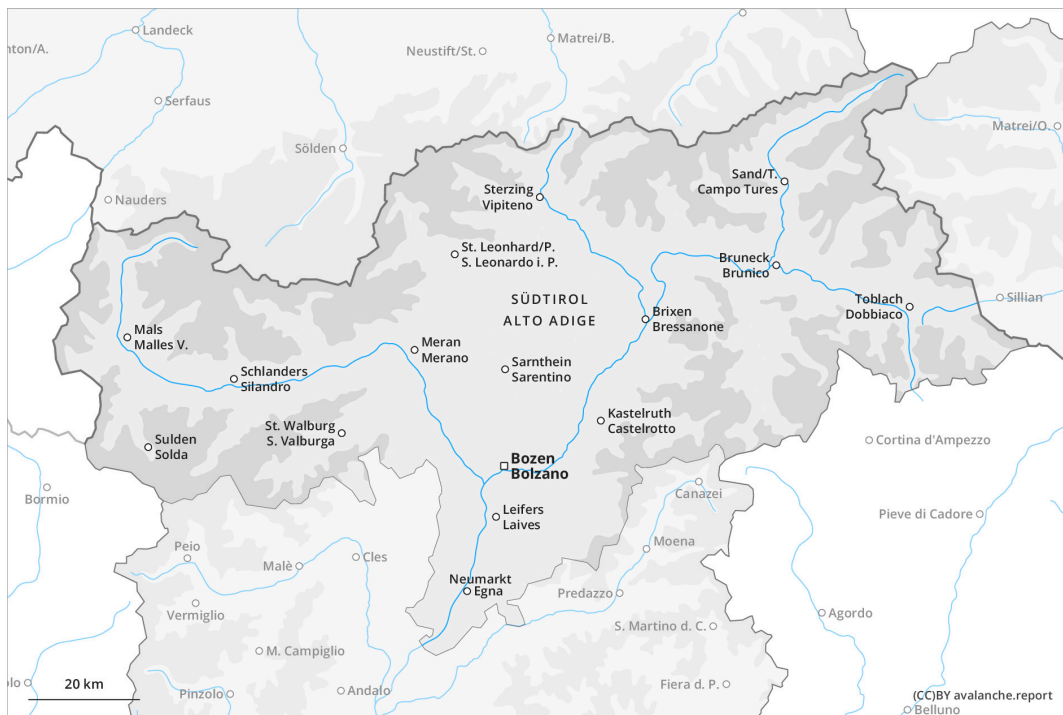 Landeck
Matrei/B.
Neustift/St.
nton/A.
Serfaus
Matrei/O.
Sölden
Sand/T.
Campo Tures
Sterzing
Vipiteno
Nauders
St. Leonhard/P.
S. Leonardo i. P.
Bruneck
Brunico
SÜDTIROL
ALTO ADIGE
Toblach
Dobbiaco
Sillian
Brixen
Bressanone
Mals
Malles V.
Meran
Merano
Sarnthein
Sarentino
Schlanders
Silandro
Kastelruth
Castelrotto
St. Walburg
S. Valburga
Sulden
Solda
Cortina d'Ampezzo
Bozen
Bolzano
Bormio
Canazei
Leifers
Laives
Pieve di Cadore
Moena
Peio
Cles
Malè
Neumarkt
Egna
Predazzo
Vermiglio
Agordo
S. Martino d. C.
M. Campiglio
20 km
olo
Pinzolo
Andalo
Fiera d. P.
(CC)BY avalanche.report
Belluno